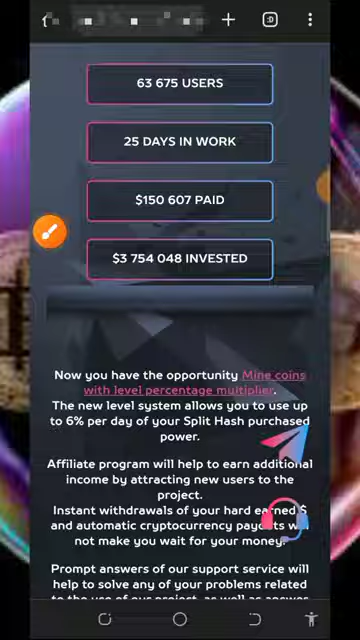 63 675 USERS
25 DAYS IN WORK
$150 607 PAID
$3 754 048 INVESTED
Now you have the opportunity Mine coins
with level percentage multiplier.
The new level system allows you to use up
to 6% per day of your Split Hash purchased
power.
Affiliate program will help to earn additional
income by attracting new users to the
project.
Instant withdrawals of your hard earned $
and automatic cryptocurrency payouts will
not make you wait for your money.
Prompt answers of our support service will
help to solve any of your problems related